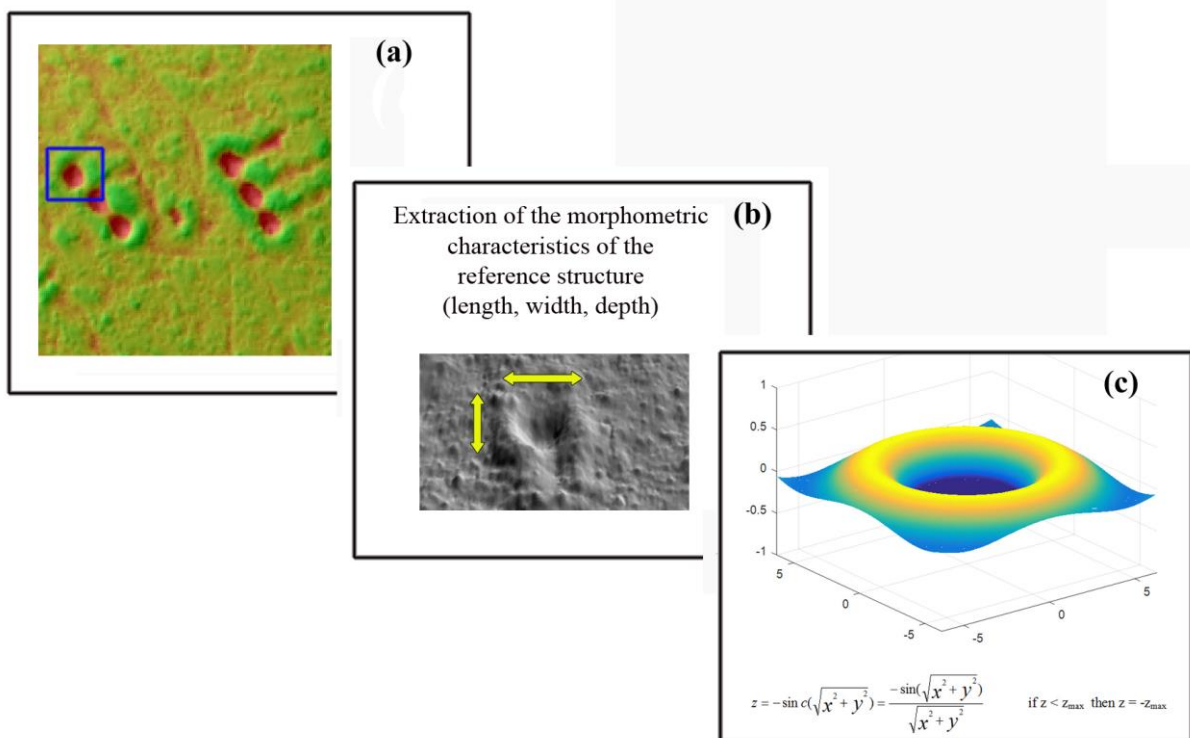 (a)
(b)
Extraction of the morphometric
characteristics of the
reference structure
(length, width, depth)
(c)
1
0.5
0
-0.5
-1
5
0
-5
-5
0
5
z = -sin c(√x² + y²) = -sin(√x² + y²) / √x² + y² if z < zmax then z = -zmax